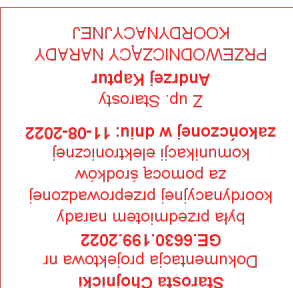 Starosta Chojnicki
Dokumentacja projektowa nr
GE.6630.199.2022
była przedmiotem narady
koordynacyjnej przeprowadzonej
za pomocą środków
komunikacji elektronicznej
zakończonej w dniu: 11-08-2022
Z up. Starosty
Andrzej Kaptur
PRZEWODNICZĄCY NARADY
KOORDYNACYJNEJ